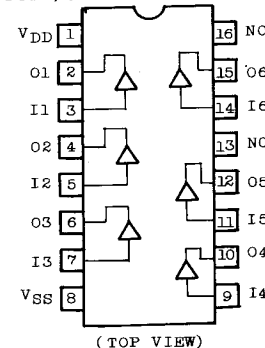 VDD 1 16 NC
O1 2 15 O6
I1 3 14 I6
O2 4 13 NC
I2 5 12 O5
O3 6 11 I5
I3 7 10 O4
VSS 8 9 I4
(TOP VIEW)